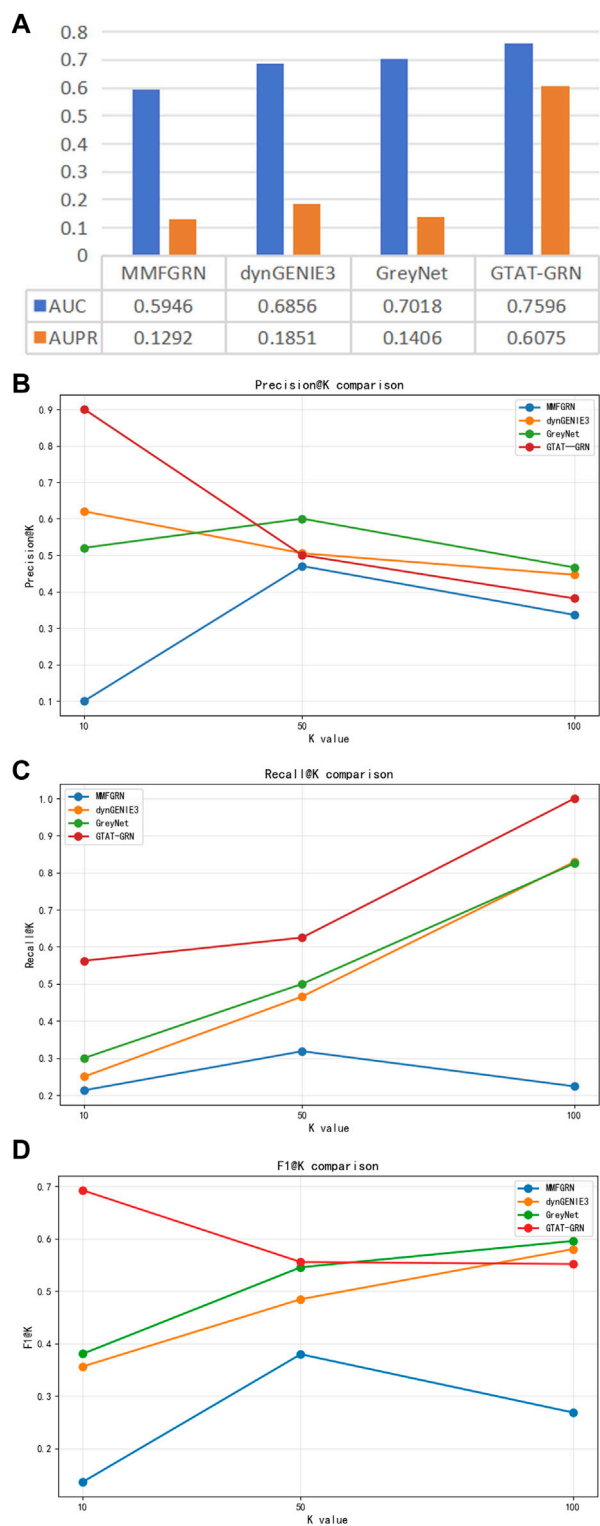 A
0.8
0.7
0.6
0.5
0.4
0.3
0.2
0.1
0
MMFGRN dynGENIE3 GreyNet GTAT-GRN
AUC 0.5946 0.6856 0.7018 0.7596
AUPR 0.1292 0.1851 0.1406 0.6075
B
Precision@K comparison
MMFGRN
dynGENIE3
GreyNet
GTAT—GRN
0.9
0.8
0.7
0.6
0.5
0.4
0.3
0.2
0.1
Precision@K
10 50 100
K value
C
Recall@K comparison
MMFGRN
dynGENIE3
GreyNet
GTAT-GRN
1.0
0.9
0.8
0.7
0.6
0.5
0.4
0.3
0.2
Recall@K
10 50 100
K value
D
F1@K comparison
MMFGRN
dynGENIE3
GreyNet
GTAT-GRN
0.7
0.6
0.5
0.4
0.3
0.2
F1@K
10 50 100
K value